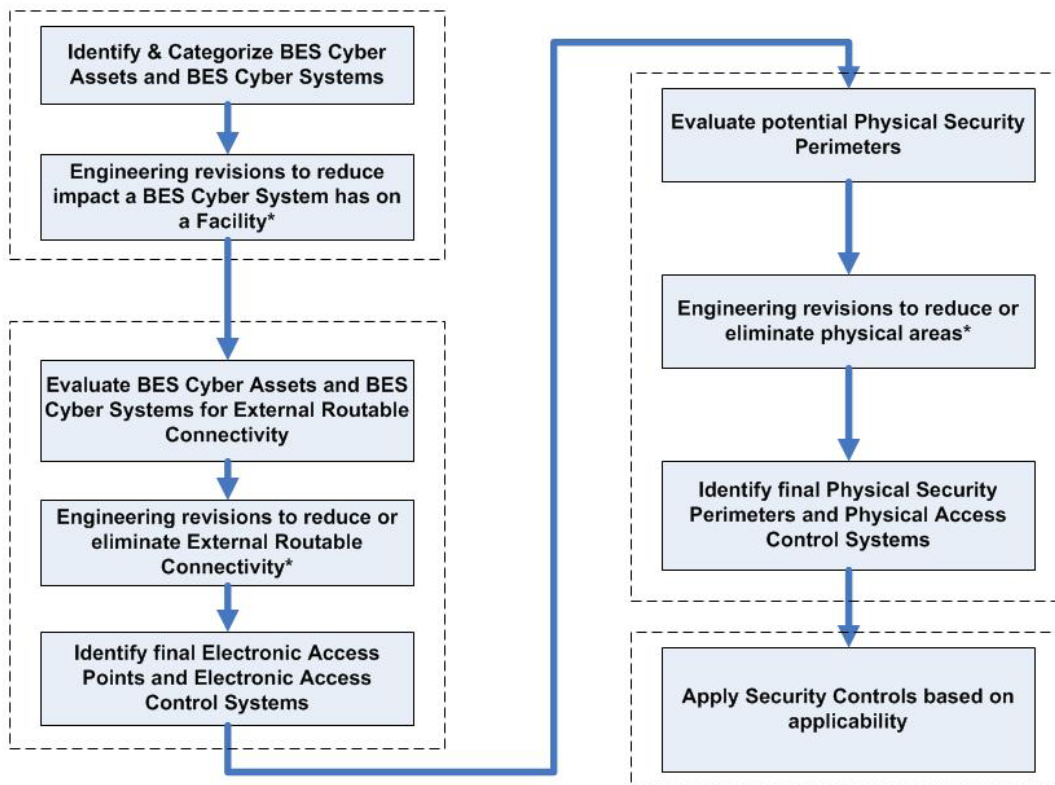 Identify & Categorize BES Cyber
Assets and BES Cyber Systems
Engineering revisions to reduce
impact a BES Cyber System has on
a Facility*
Evaluate BES Cyber Assets and BES
Cyber Systems for External Routable
Connectivity
Engineering revisions to reduce or
eliminate External Routable
Connectivity*
Identify final Electronic Access
Points and Electronic Access
Control Systems
Evaluate potential Physical Security
Perimeters
Engineering revisions to reduce or
eliminate physical areas*
Identify final Physical Security
Perimeters and Physical Access
Control Systems
Apply Security Controls based on
applicability